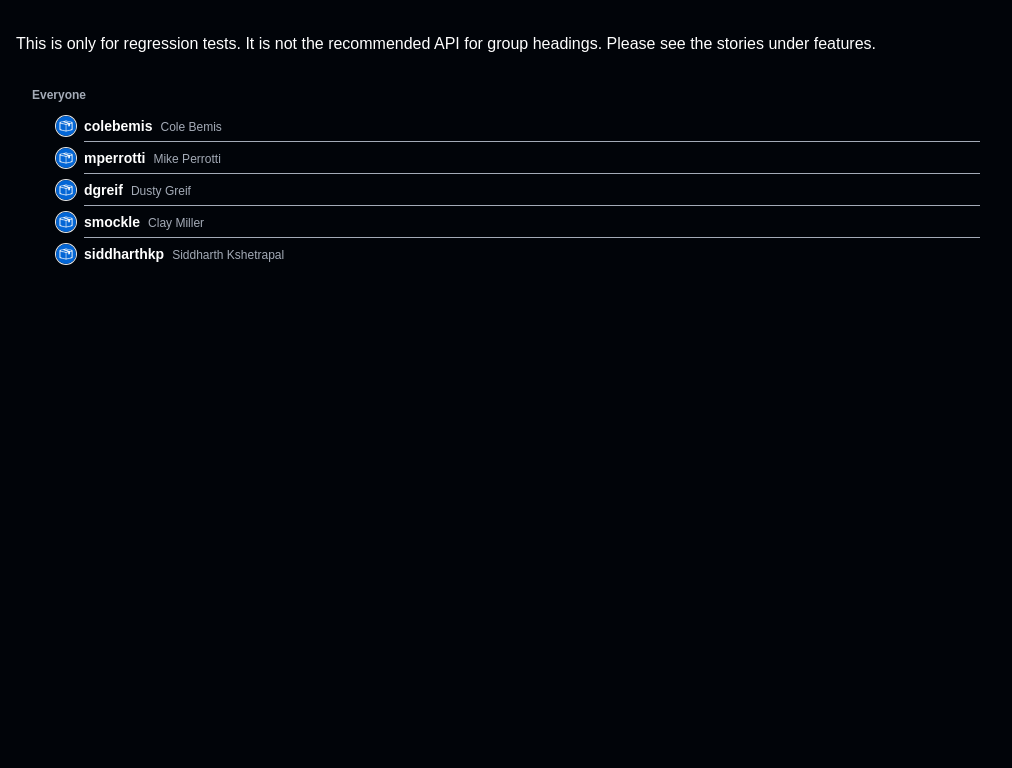 This is only for regression tests. It is not the recommended API for group headings. Please see the stories under features.
Everyone
colebemis Cole Bemis
mperrotti Mike Perrotti
dgreif Dusty Greif
smockle Clay Miller
siddharthkp Siddharth Kshetrapal